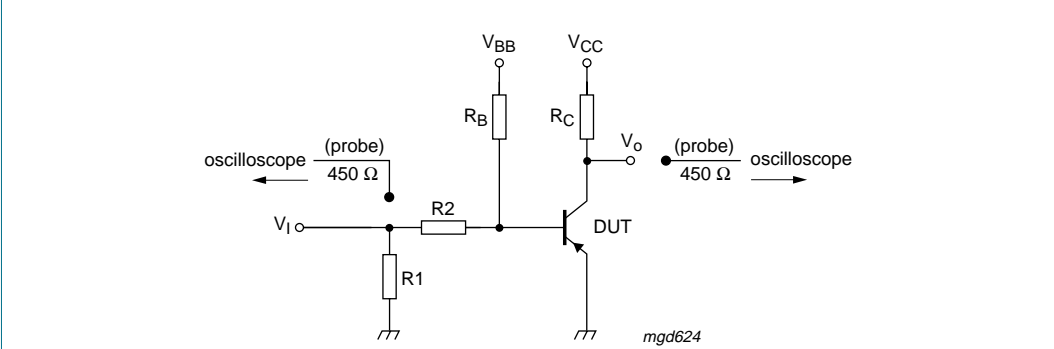 VBB
VCC
RB
RC
Vo
(probe)
oscilloscope
450 Ω
(probe)
oscilloscope
450 Ω
R2
VI
DUT
R1
mgd624